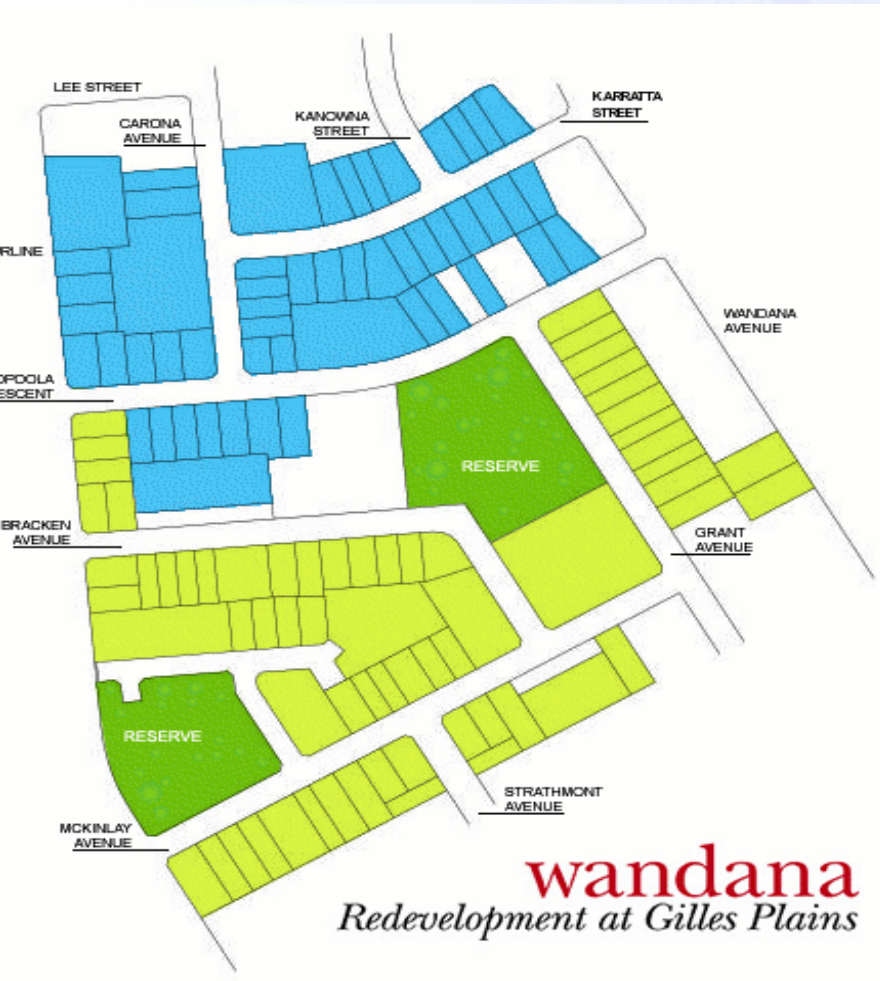 LEE STREET
CARONA
AVENUE
KANOWNA
STREET
KARRATTA
STREET
RLINE
WANDANA
AVENUE
OPDOLA
ESCENT
RESERVE
BRACKEN
AVENUE
GRANT
AVENUE
RESERVE
STRATHMONT
AVENUE
MCKINLAY
AVENUE
wandana
Redevelopment at Gilles Plains